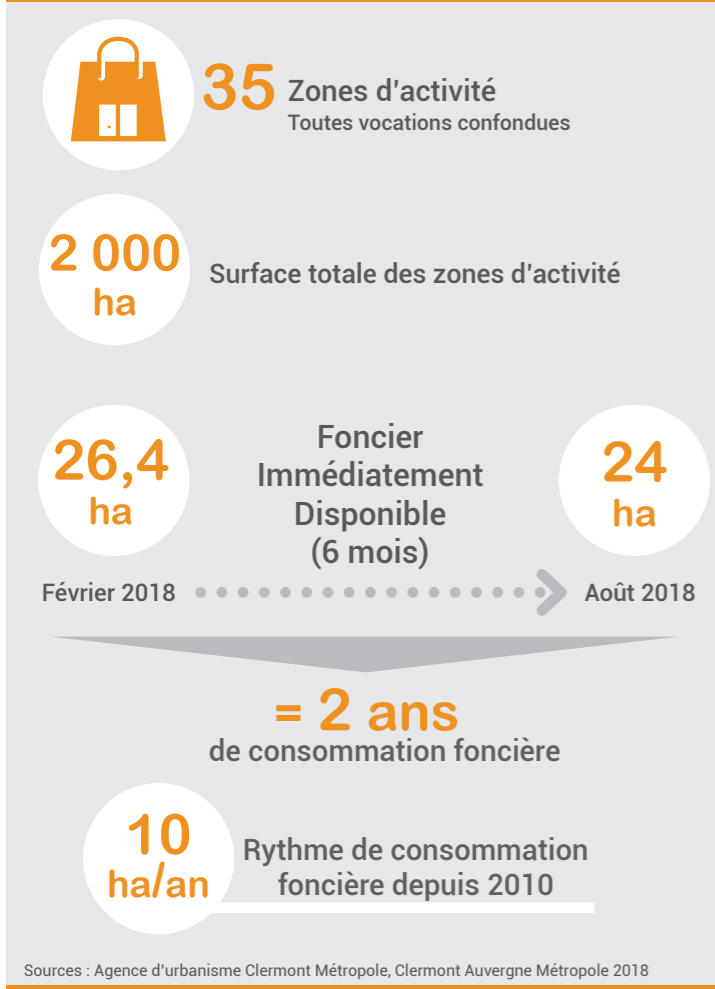 35 Zones d'activité
Toutes vocations confondues
2 000
ha
Surface totale des zones d'activité
26,4
ha
Foncier
Immédiatement
Disponible
(6 mois)
24
ha
Février 2018
Août 2018
= 2 ans
de consommation foncière
10
ha/an
Rythme de consommation
foncière depuis 2010
Sources : Agence d'urbanisme Clermont Métropole, Clermont Auvergne Métropole 2018